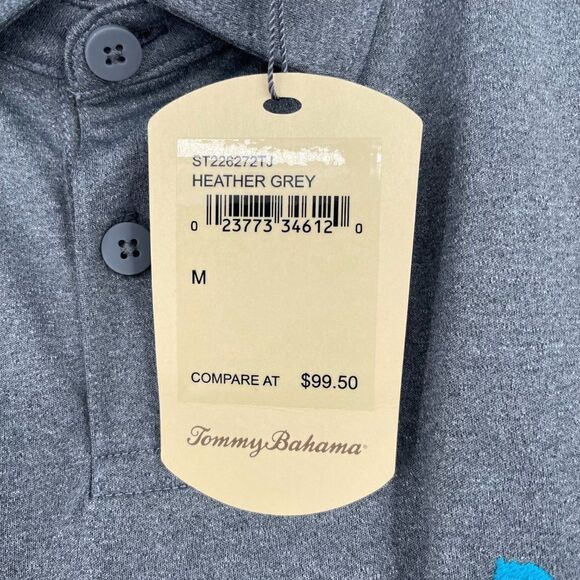 ST226272TJ
HEATHER GREY
0 23773 34612 0
M
COMPARE AT $99.50
Tommy Bahama®